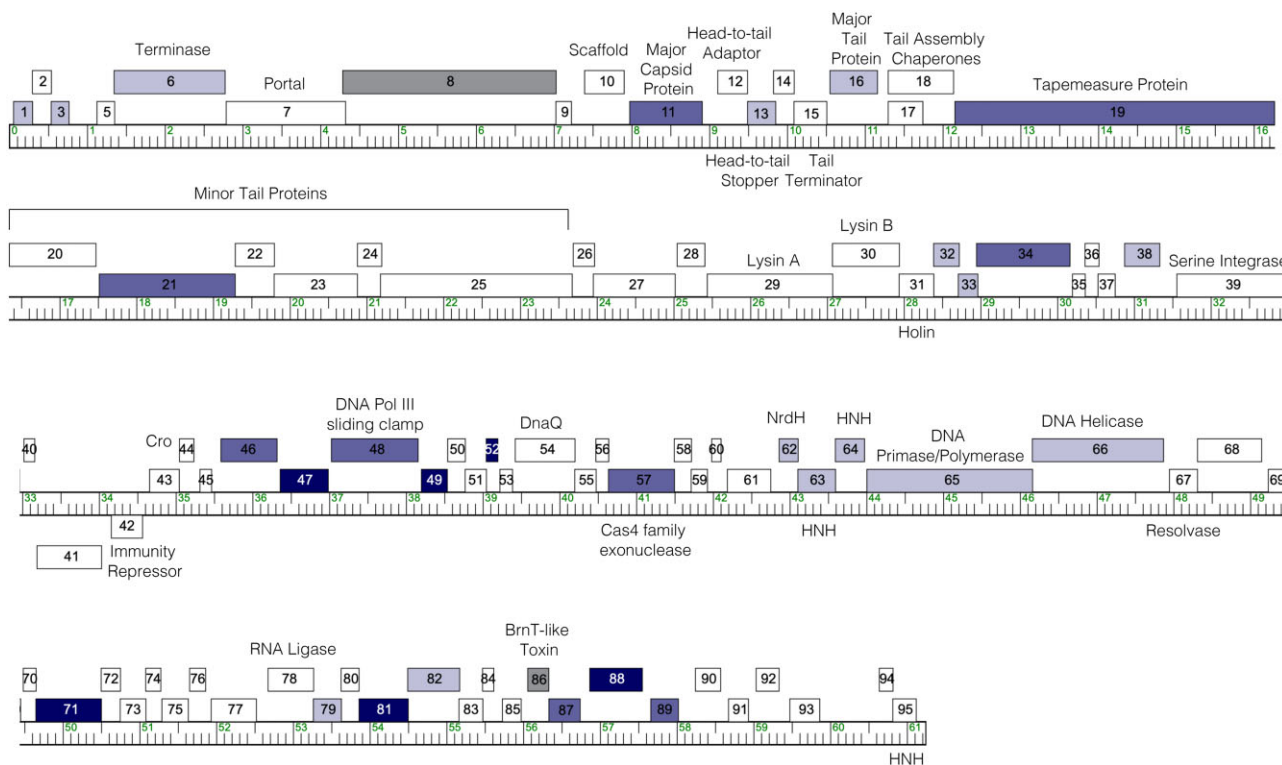 Major
Head-to-tail Tail
Terminase Scaffold Major Adaptor Protein Tail Assembly
Capsid Chaperones
2 Portal Protein Tapemeasure Protein
6 8 10 12 14 16 18
1 3 5 7 9 11 13 15 17 19
0 1 2 3 4 5 6 7 8 9 10 11 12 13 14 15 16
Head-to-tail Tail
Stopper Terminator
Minor Tail Proteins
Lysin B
20 22 24 26 28 30 32 34 36 38
Lysin A Serine Integrase
21 23 25 27 29 31 33 35 37 39
17 18 19 20 21 22 23 24 25 26 27 28 29 30 31 32
Holin
DNA Pol III
sliding clamp DnaQ NrdH HNH DNA Helicase
Cro DNA
Primase/Polymerase
40 44 46 48 50 52 54 56 58 60 62 64 66 68
43 45 47 49 51 53 55 57 59 61 63 65 67 69
33 34 35 36 37 38 39 40 41 42 43 44 45 46 47 48 49
42 Cas4 family HNH Resolvase
41 Immunity exonuclease
Repressor
BrnT-like
RNA Ligase Toxin
70 72 74 76 78 80 82 84 86 88 90 92 94
71 73 75 77 79 81 83 85 87 89 91 93 95
50 51 52 53 54 55 56 57 58 59 60 61
HNH